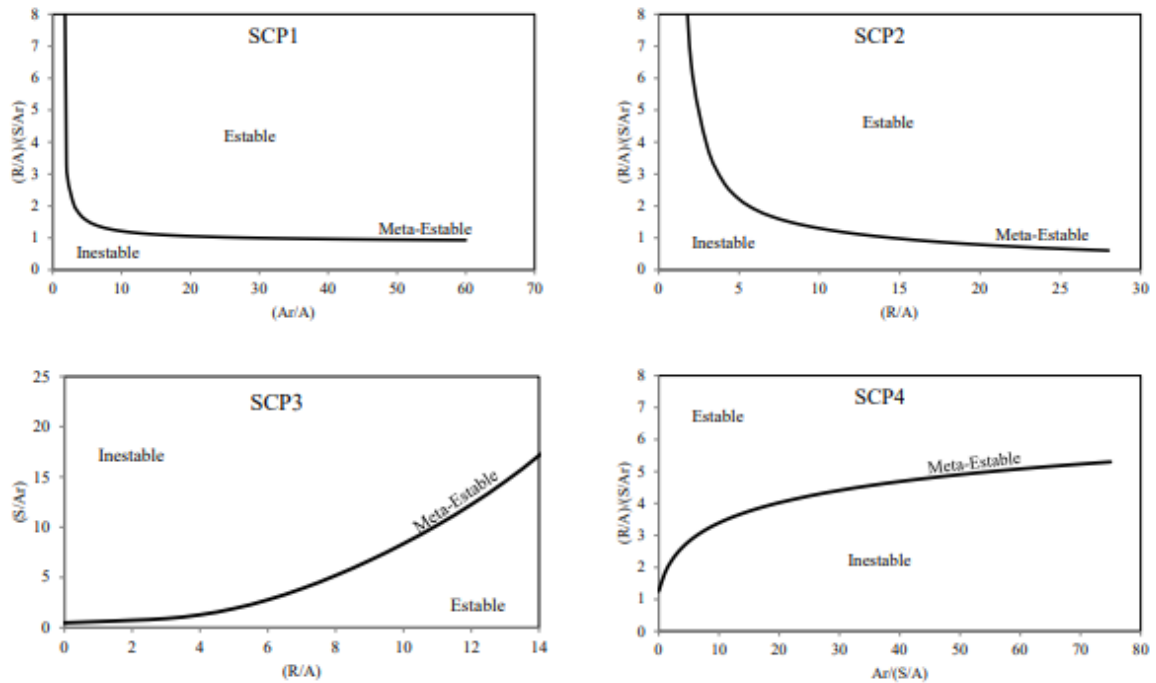 SCP1
8
7
6
5
4
3
2
1
0
(R/A)/(S/Ar)
Estable
Meta-Estable
Inestable
0 10 20 30 40 50 60 70
(Ar/A)
SCP2
8
7
6
5
4
3
2
1
0
(R/A)/(S/Ar)
Estable
Meta-Estable
Inestable
0 5 10 15 20 25 30
(R/A)
SCP3
25
20
15
10
5
0
(S/Ar)
Inestable
Meta-Estable
Estable
0 2 4 6 8 10 12 14
(R/A)
SCP4
8
7
6
5
4
3
2
1
0
(R/A)/(S/Ar)
Estable
Meta-Estable
Inestable
0 10 20 30 40 50 60 70 80
Ar/(S/A)